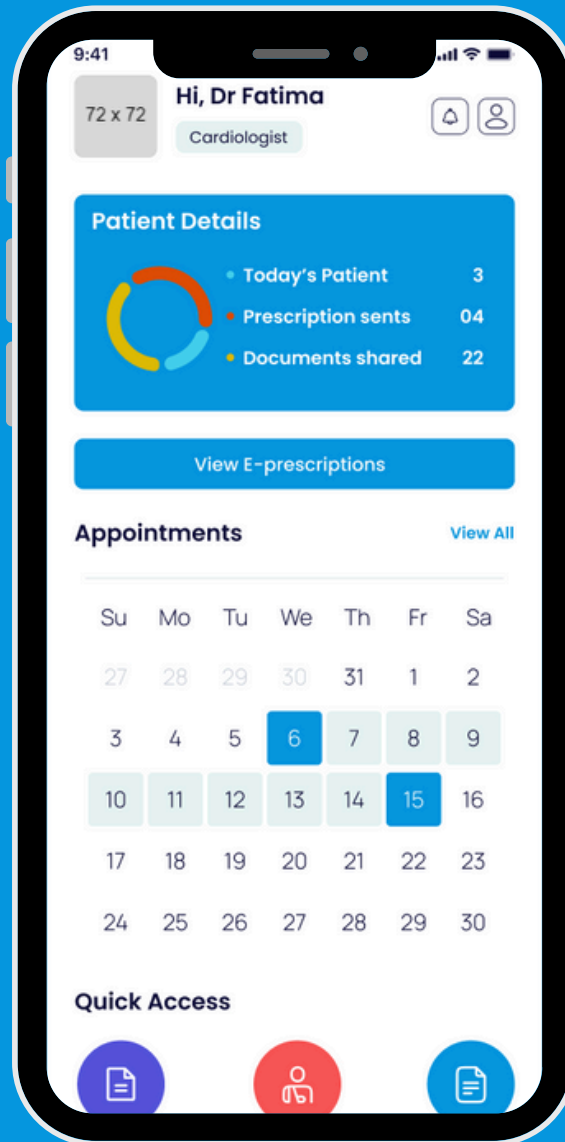 9:41
72 x 72
Hi, Dr Fatima
Cardiologist
Patient Details
Today's Patient 3
Prescription sents 04
Documents shared 22
View E-prescriptions
Appointments View All
Su Mo Tu We Th Fr Sa
27 28 29 30 31 1 2
3 4 5 6 7 8 9
10 11 12 13 14 15 16
17 18 19 20 21 22 23
24 25 26 27 28 29 30
Quick Access